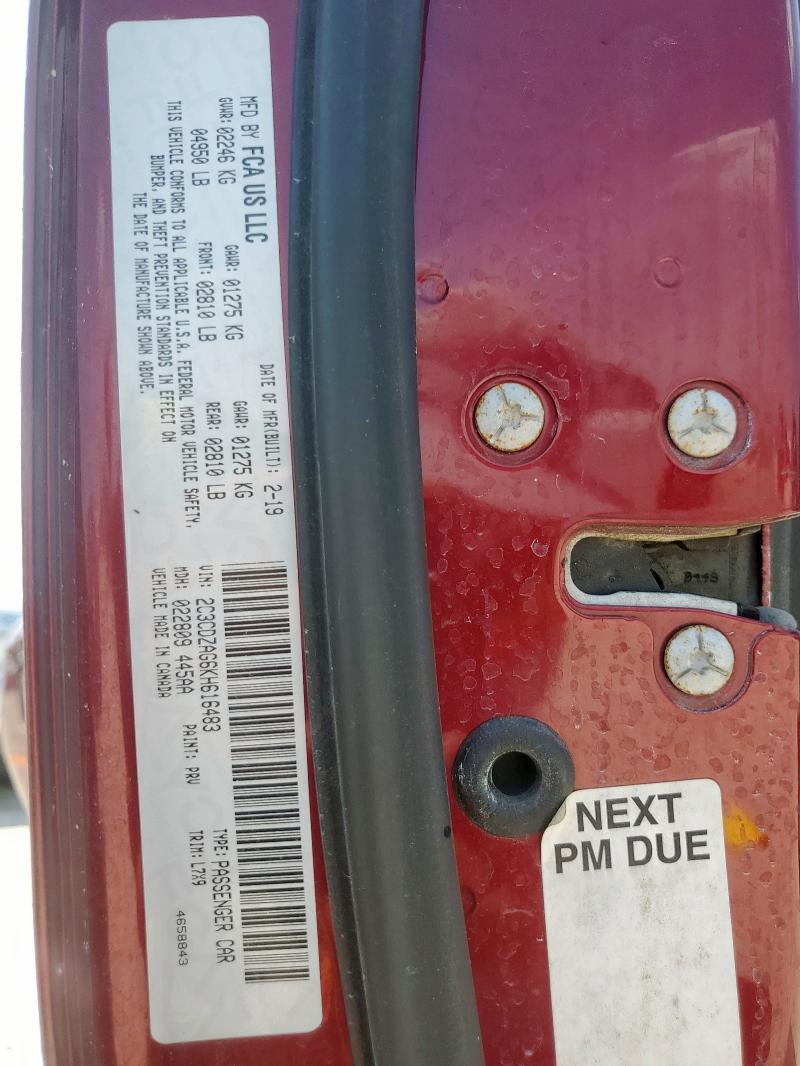 MFD BY FCA US LLC
DATE OF MFR(BUILT): 2-19
GVWR: 02246 KG GAWR: 01275 KG GAWR: 01275 KG
04950 LB FRONT: 02810 LB REAR: 02810 LB
THIS VEHICLE CONFORMS TO ALL APPLICABLE U.S.A. FEDERAL MOTOR VEHICLE SAFETY,
BUMPER, AND THEFT PREVENTION STANDARDS IN EFFECT ON
THE DATE OF MANUFACTURE SHOWN ABOVE.
VIN: 2C3CDZAG6KH616483 TYPE: PASSENGER CAR
MDH: 022809 445AA PAINT: PRV TRIM: L7X9
VEHICLE MADE IN CANADA 4658843
NEXT
PM DUE